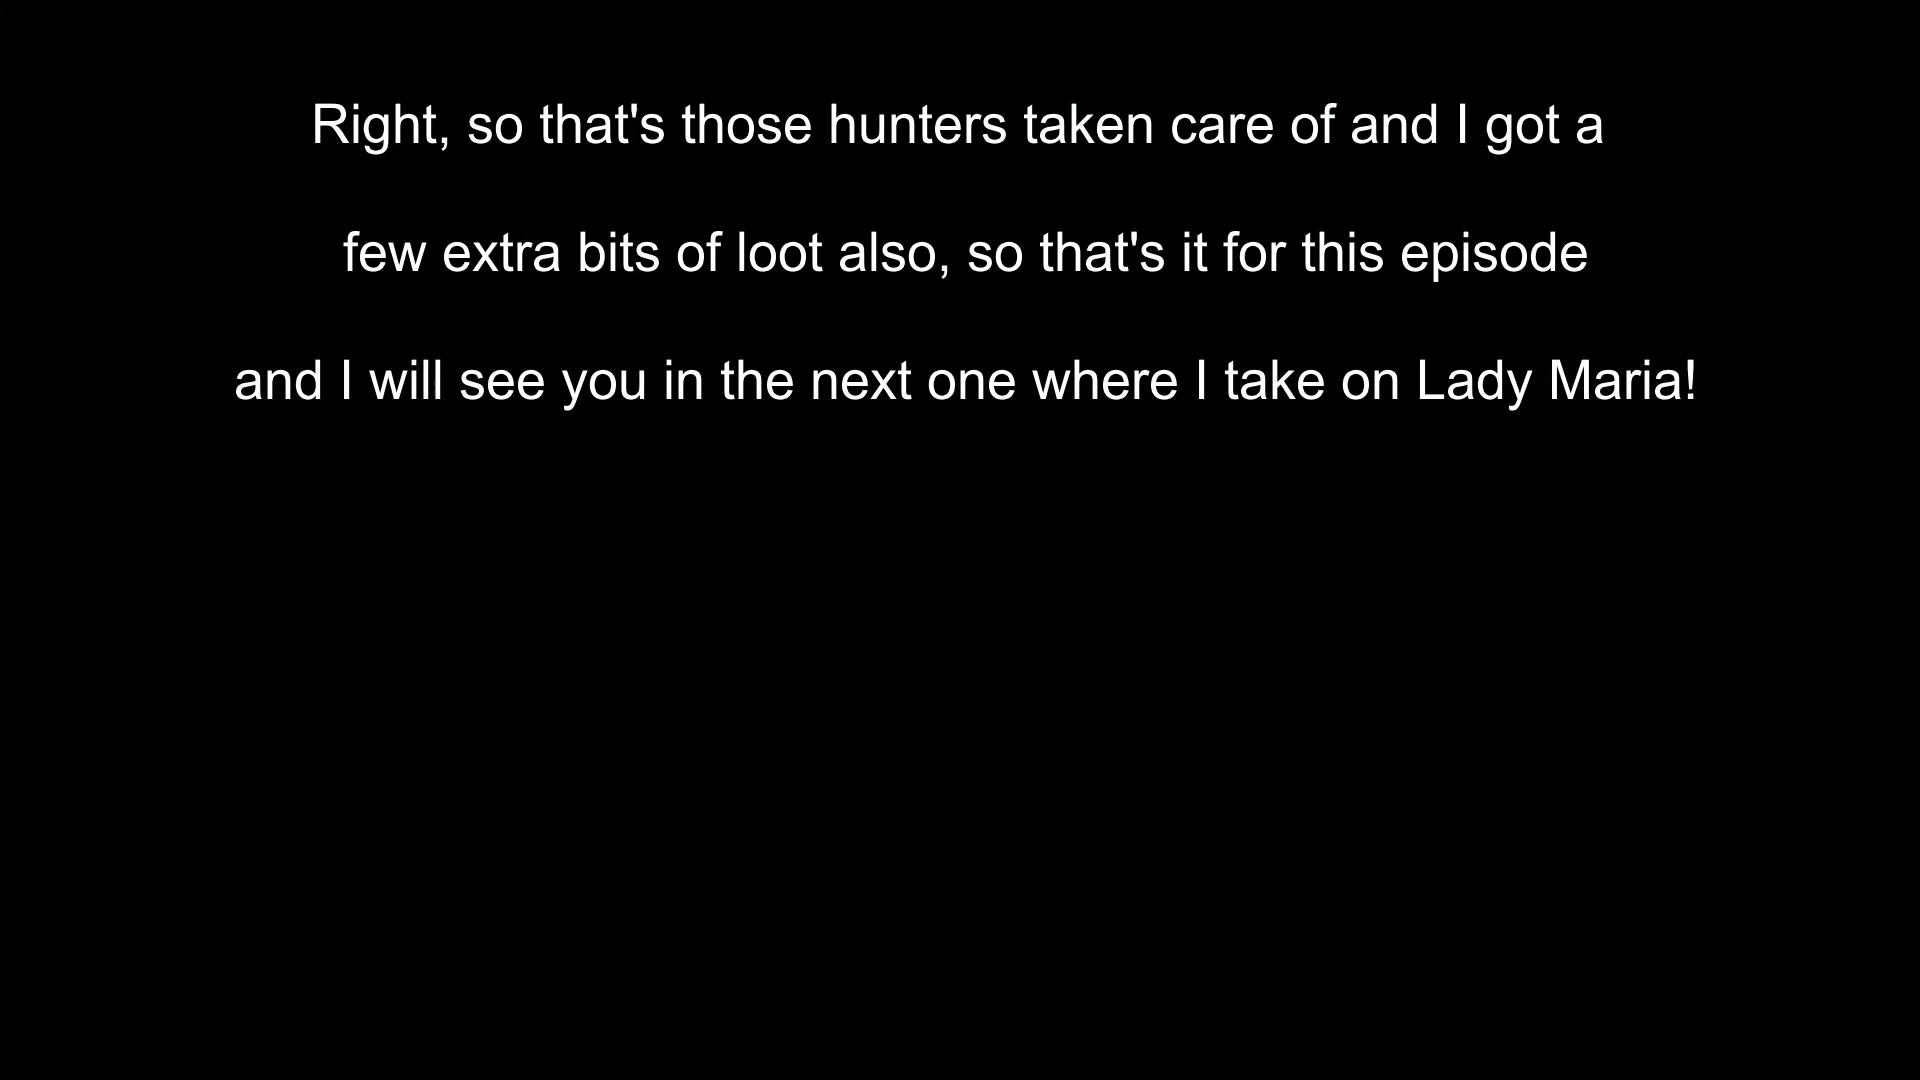 Right, so that's those hunters taken care of and I got a
few extra bits of loot also, so that's it for this episode
and I will see you in the next one where I take on Lady Maria!